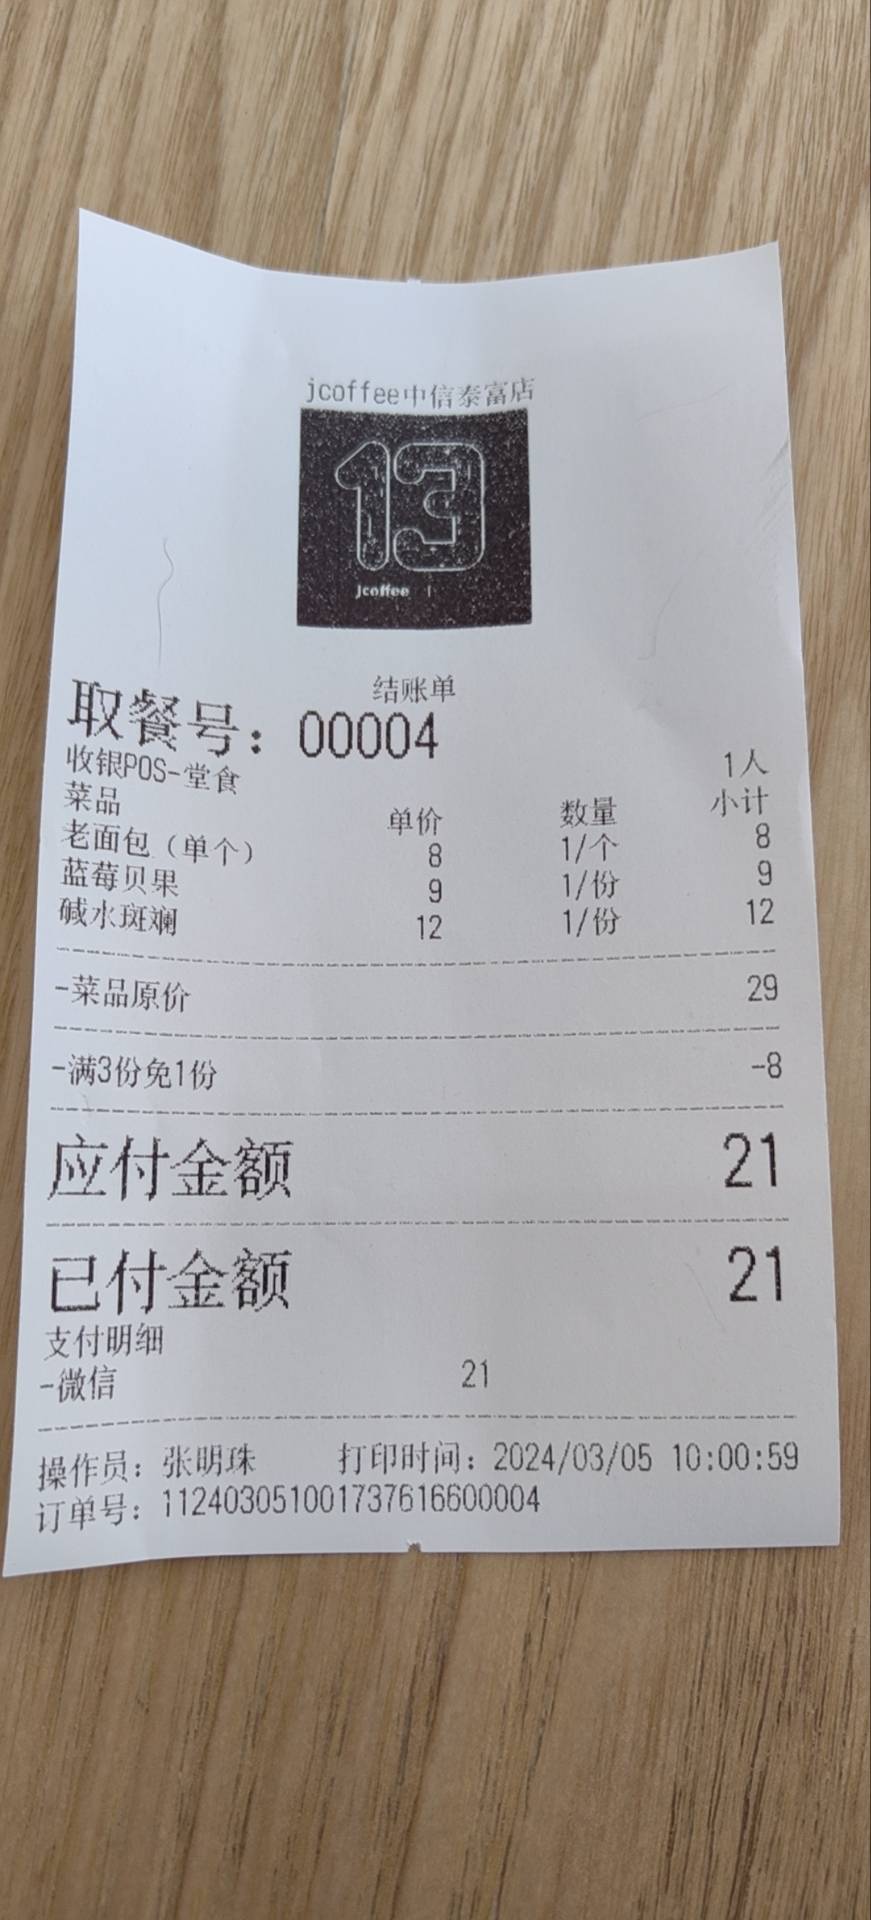 jcoffee中信泰富店
13
jcoffee
结账单
取餐号：00004
收银POS-堂食 1人
菜品 单价 数量 小计
老面包（单个） 8 1/个 8
蓝莓贝果 9 1/份 9
碱水斑斓 12 1/份 12
-菜品原价 29
-满3份免1份 -8
应付金额 21
已付金额 21
支付明细
-微信 21
操作员：张明珠 打印时间：2024/03/05 10:00:59
订单号：112403051001737616600004